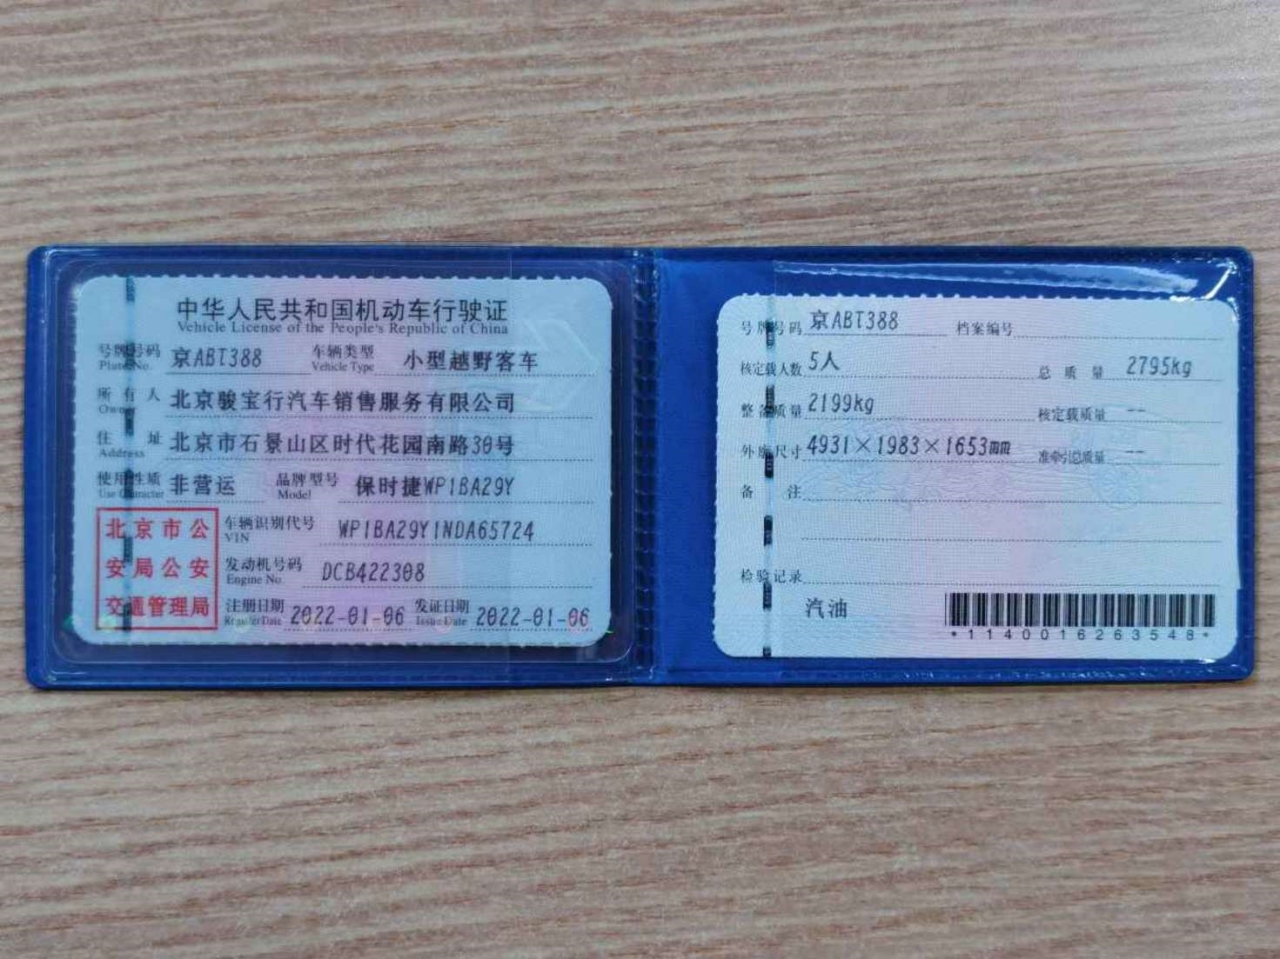 中华人民共和国机动车行驶证
Vehicle License of the People's Republic of China
号牌号码 京ABT388 车辆类型 小型越野客车
Plate No. Vehicle Type
所有人 北京骏宝行汽车销售服务有限公司
Owner
住址 北京市石景山区时代花园南路30号
Address
使用性质 非营运 品牌型号 保时捷WP1BA29Y
Use Character Model
北京市公
安局公安
交通管理局
车辆识别代号 WP1BA29Y1NDA65724
VIN
发动机号码 DCB422308
Engine No.
注册日期 2022-01-06 发证日期 2022-01-06
Register Date Issue Date
号牌号码 京ABT388 档案编号
核定载人数 5人 总质量 2795kg
整备质量 2199kg 核定载质量 --
外廓尺寸 4931×1983×1653mm 准牵引总质量 --
备注
检验记录
汽油
*1140016263548*